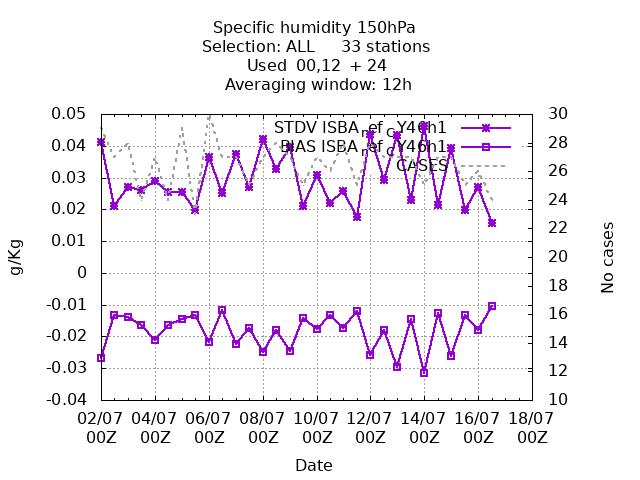 Specific humidity 150hPa
Selection: ALL 33 stations
Used 00,12 + 24
Averaging window: 12h
STDV ISBA_ref_CY46h1
BIAS ISBA_ref_CY46h1
CASES
0.05
0.04
0.03
0.02
0.01
0
-0.01
-0.02
-0.03
-0.04
g/Kg
30
28
26
24
22
20
18
16
14
12
10
No cases
02/07 04/07 06/07 08/07 10/07 12/07 14/07 16/07 18/07
00Z 00Z 00Z 00Z 00Z 00Z 00Z 00Z 00Z
Date